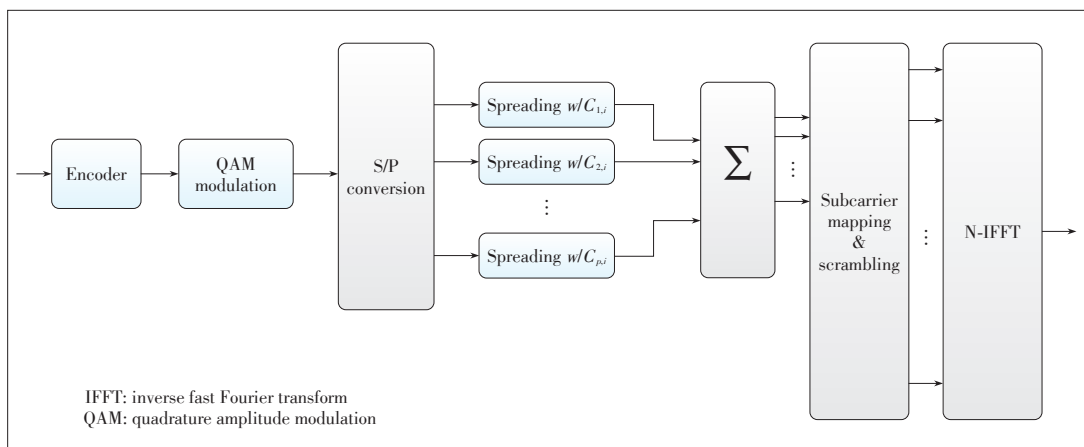 Encoder
QAM
modulation
S/P
conversion
Spreading w/C1,i
Spreading w/C2,i
⋮
Spreading w/Cp,i
Σ
⋮
Subcarrier
mapping
&
scrambling
⋮
N-IFFT
IFFT: inverse fast Fourier transform
QAM: quadrature amplitude modulation